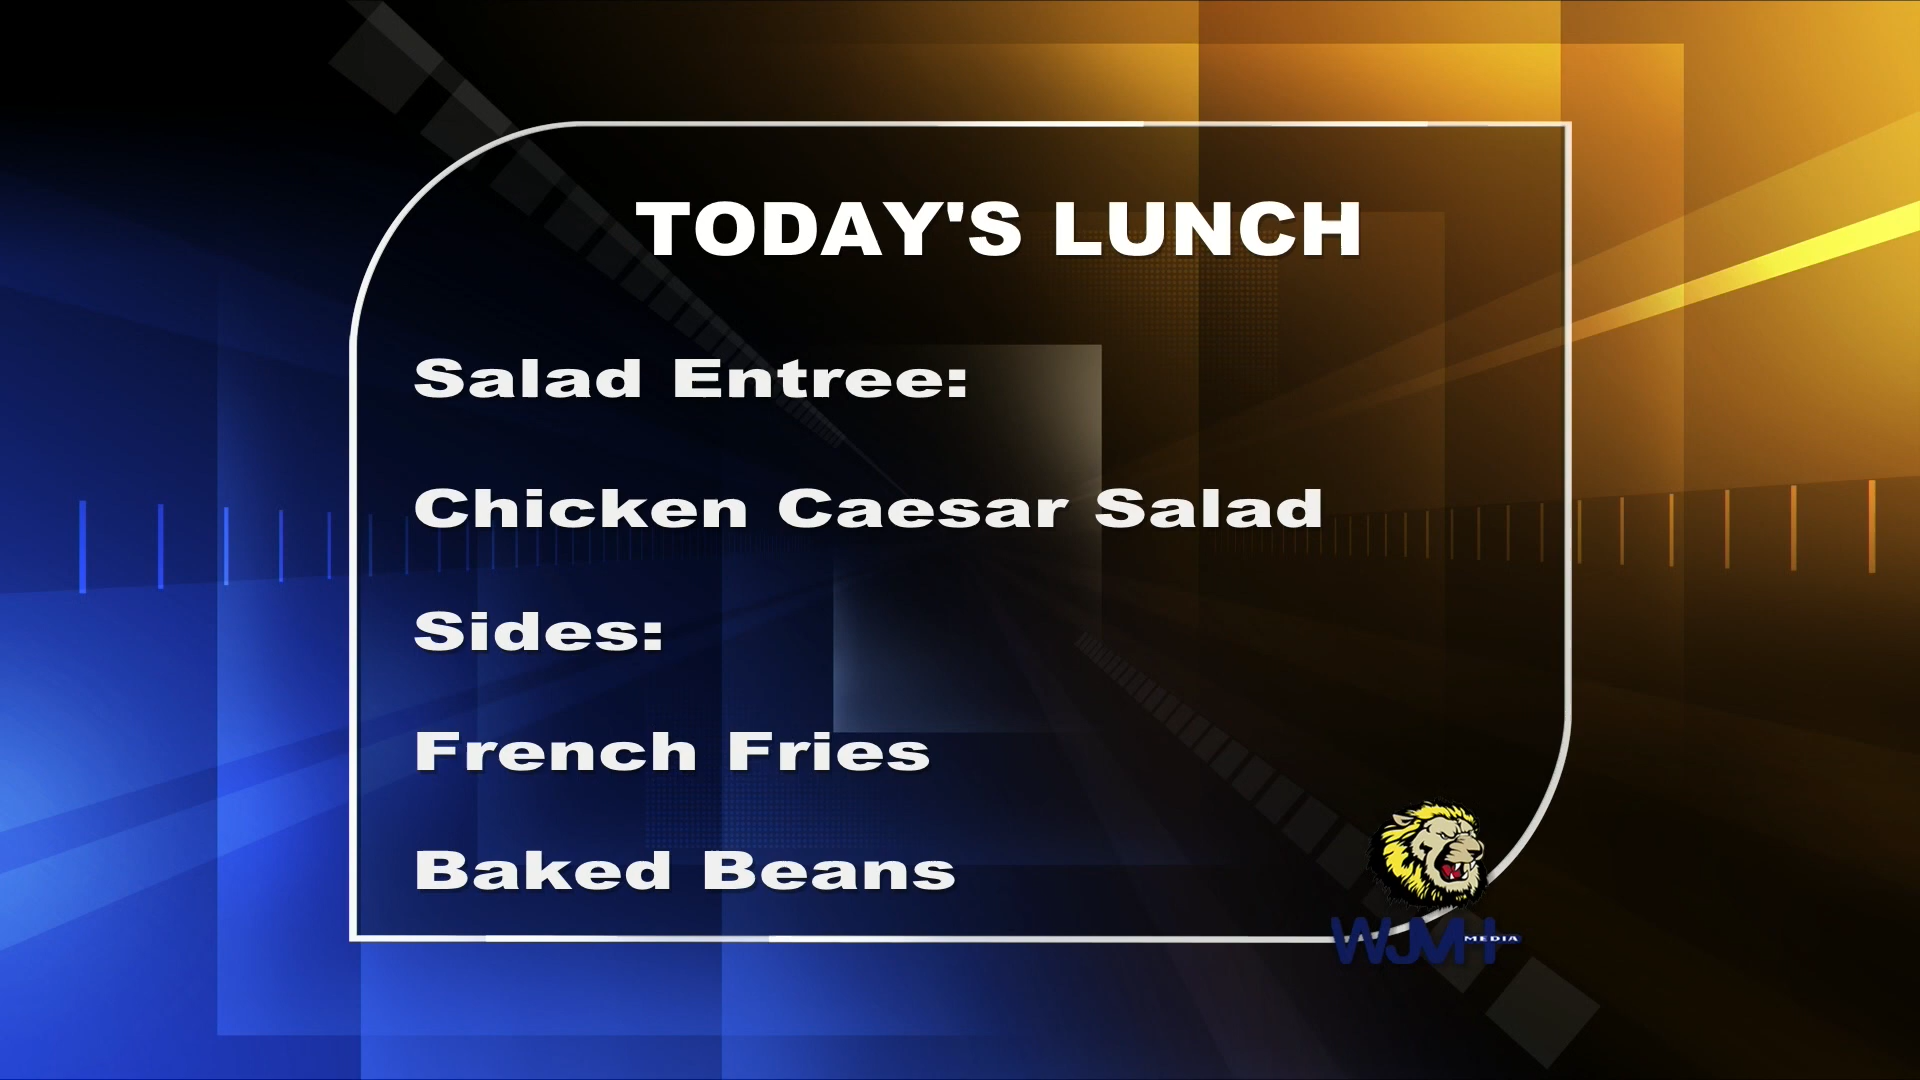 TODAY'S LUNCH
Salad Entree:
Chicken Caesar Salad
Sides:
French Fries
Baked Beans
WJMH MEDIA